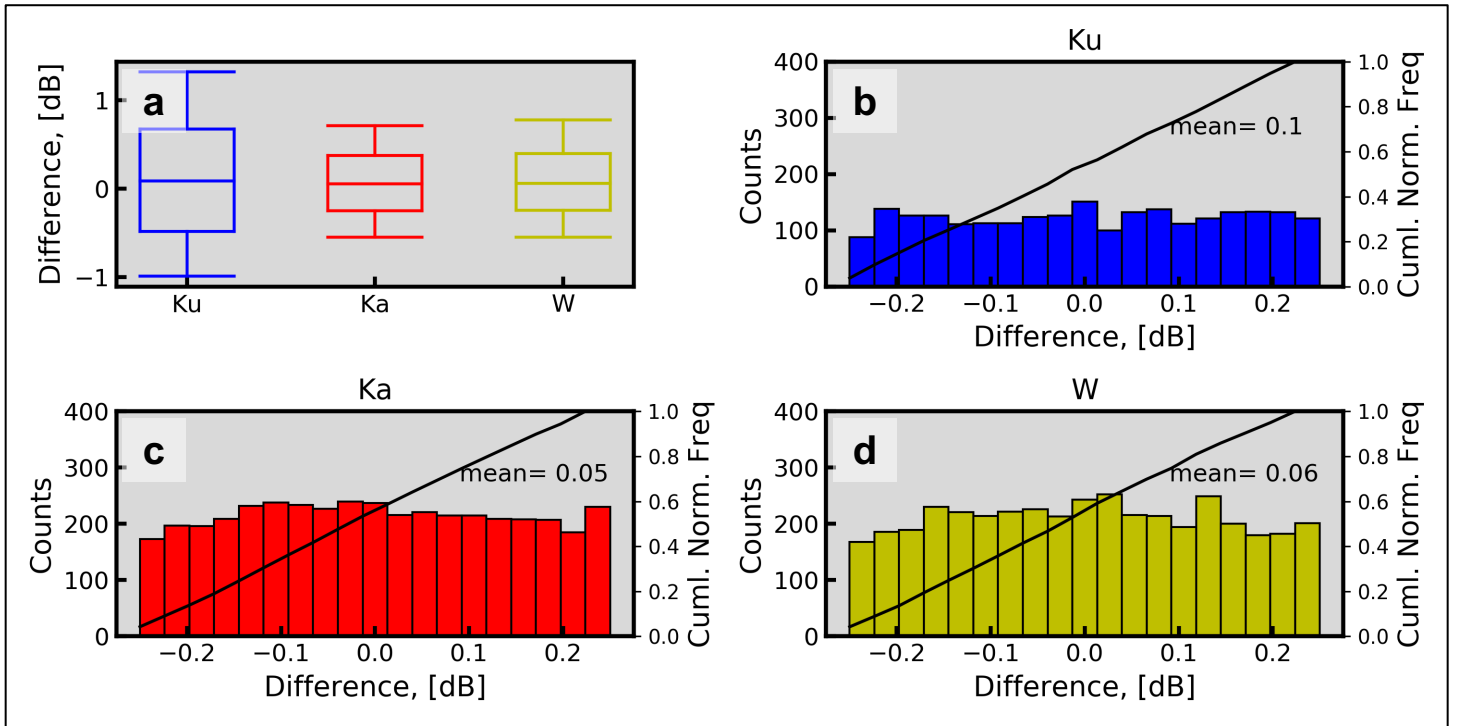 a
Difference, [dB]
1
0
−1
Ku
Ka
W
Ku
b
Counts
400
300
200
100
0
mean= 0.1
1.0
0.8
0.6
0.4
0.2
0.0
Cuml. Norm. Freq
−0.2
−0.1
0.0
0.1
0.2
Difference, [dB]
Ka
c
Counts
400
300
200
100
0
mean= 0.05
1.0
0.8
0.6
0.4
0.2
0.0
Cuml. Norm. Freq
−0.2
−0.1
0.0
0.1
0.2
Difference, [dB]
W
d
Counts
400
300
200
100
0
mean= 0.06
1.0
0.8
0.6
0.4
0.2
0.0
Cuml. Norm. Freq
−0.2
−0.1
0.0
0.1
0.2
Difference, [dB]